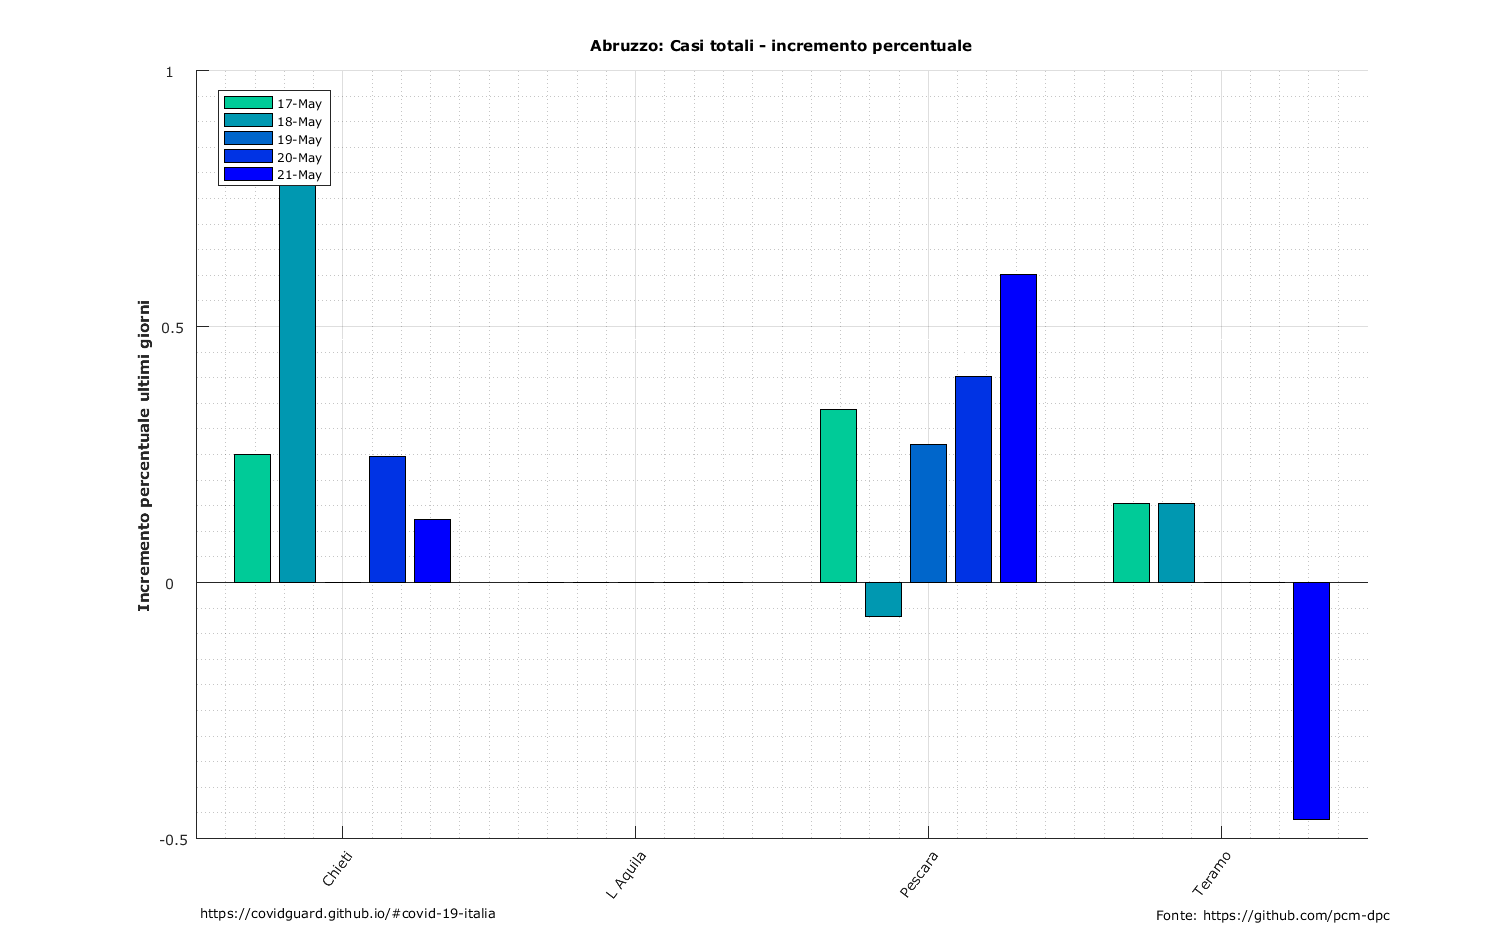 Abruzzo: Casi totali - incremento percentuale
1
17-May
18-May
19-May
20-May
21-May
0.5
Incremento percentuale ultimi giorni
0
-0.5
Chieti
L Aquila
Pescara
Teramo
https://covidguard.github.io/#covid-19-italia
Fonte: https://github.com/pcm-dpc